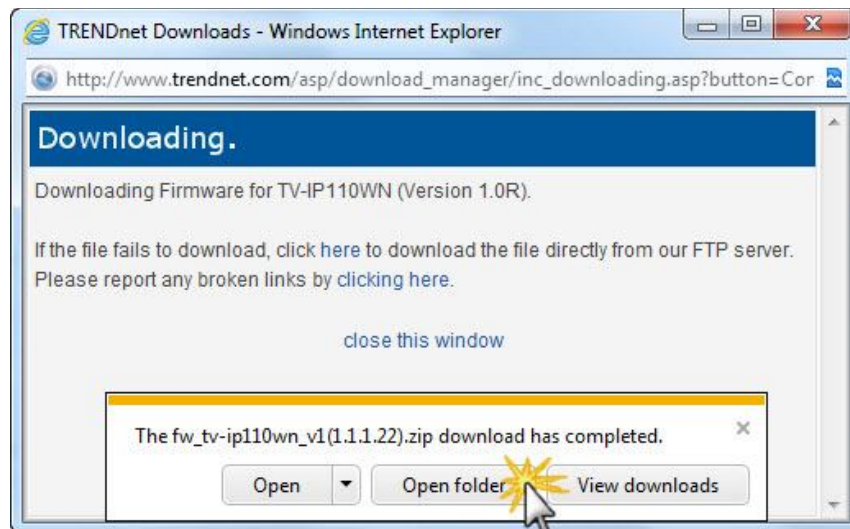 TRENDnet Downloads - Windows Internet Explorer
http://www.trendnet.com/asp/download_manager/inc_downloading.asp?button=Cor
Downloading.
Downloading Firmware for TV-IP110WN (Version 1.0R).
If the file fails to download, click here to download the file directly from our FTP server.
Please report any broken links by clicking here.
close this window
The fw_tv-ip110wn_v1(1.1.1.22).zip download has completed.
Open Open folder View downloads